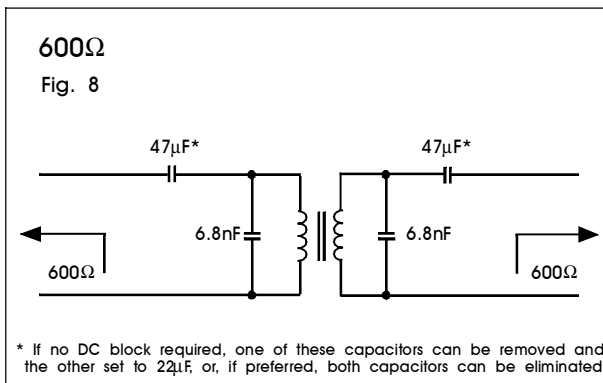 600Ω
Fig. 8
47μF*
47μF*
6.8nF
6.8nF
600Ω
600Ω
* If no DC block required, one of these capacitors can be removed and
the other set to 22μF, or, if preferred, both capacitors can be eliminated